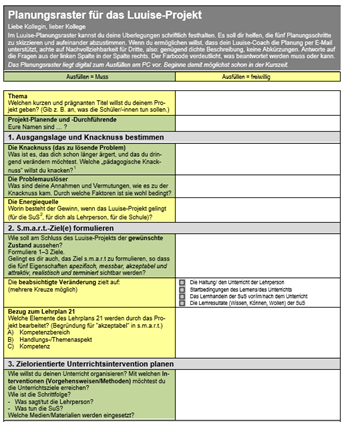 Planungsraster für das Luuise-Projekt
Liebe Kollegin, lieber Kollege
Im Luuise-Planungsraster kannst du deine Überlegungen schriftlich festhalten. Es soll dir helfen, die fünf Planungsschritte
zu skizzieren und aufeinander abzustimmen. Wenn du ermöglichen willst, dass dein Luuise-Coach die Planung per E-Mail
unterstützt, achte auf Nachvollziehbarkeit für Dritte, also: genügend dichte Beschreibung, keine Abkürzungen. Antworte
auf die Fragen aus der linken Spalte in der Spalte rechts. Der Farbcode verdeutlicht, was beantwortet werden muss oder kann.
Das Planungsraster liegt digital zum Ausfüllen am PC vor. Beginne damit möglichst schon in der Kurszeit.
Ausfüllen = Muss
Ausfüllen = freiwillig
Thema
Welchen kurzen und prägnanten Titel willst du deinem Pro-
jekt geben? (Gib z. B. an, was die Schüler/-innen tun sollen.)
Projekt-Planende und -Durchführende
Eure Namen sind ... ?
1. Ausgangslage und Knacknuss bestimmen
Die Knacknuss (das zu lösende Problem)
Was ist es, das dich schon länger ärgert, und das du drin-
gend verändern möchtest. Welche „pädagogische Knack-
nuss“ willst du knacken?
Die Problemauslöser
Was sind deine Annahmen und Vermutungen, wie es zu der
Knacknuss kam. Durch welche Faktoren ist sie wohl bedingt?
Die Energiequelle
Worin besteht der Gewinn, wenn das Luuise-Projekt gelingt
(für die SuS, für dich als Lehrperson, für die Schule)?
2. S.m.a.r.t.-Ziel(e) formulieren
Wie soll am Schluss des Luuise-Projekts der gewünschte
Zustand aussehen?
Formuliere 1–3 Ziele.
Gelingt es dir auch, das Ziel s.m.a.r.t zu formulieren, so dass
die fünf Eigenschaften spezifisch, messbar, akzeptabel und
attraktiv, realistisch und terminiert sichtbar werden?
Die beabsichtigte Veränderung zielt auf:
(mehrere Kreuze möglich)
Die Haltung/ den Unterricht der Lehrperson
Startbedingungen des Lernens/des Unterrichts
Das Lernhandeln der SuS vor/im/nach dem Unterricht
Die Lernresultate (Wissen, Können, Wollen) der SuS
Bezug zum Lehrplan 21
Welche Elemente des Lehrplans 21 werden durch das Pro-
jekt bearbeitet? (Begründung für "akzeptabel" in s.m.a.r.t.)
A) Kompetenzbereich
B) Handlungs-/Themenaspekt
C) Kompetenz
3. Zielorientierte Unterrichtsintervention planen
Wie willst du deinen Unterricht organisieren? Mit welchen In-
terventionen (Vorgehensweisen/Methoden) möchtest du
die Unterrichtsziele erreichen?
Wie ist die Schrittfolge?
- Was sagt/tut die Lehrperson?
- Was tun die SuS?
Welche Medien/Materialien werden eingesetzt?